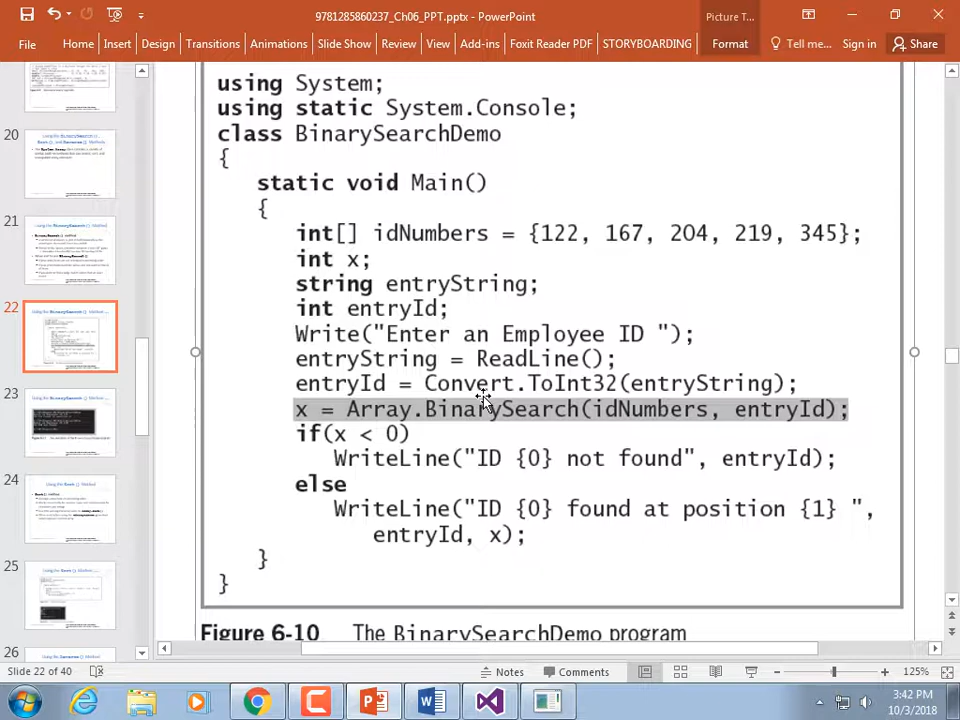 9781285860237_Ch06_PPT.pptx - PowerPoint
Picture T...
File Home Insert Design Transitions Animations Slide Show Review View Add-ins Foxit Reader PDF STORYBOARDING Format Tell me... Sign in Share
using System;
using static System.Console;
class BinarySearchDemo
{
static void Main()
{
int[] idNumbers = {122, 167, 204, 219, 345};
int x;
string entryString;
int entryId;
Write("Enter an Employee ID ");
entryString = ReadLine();
entryId = Convert.ToInt32(entryString);
x = Array.BinarySearch(idNumbers, entryId);
if(x < 0)
WriteLine("ID {0} not found", entryId);
else
WriteLine("ID {0} found at position {1} ",
entryId, x);
}
}
Figure 6-10 The BinarySearchDemo program
20
21
22
23
24
25
26
Slide 22 of 40
Notes
Comments
125%
3:42 PM
10/3/2018